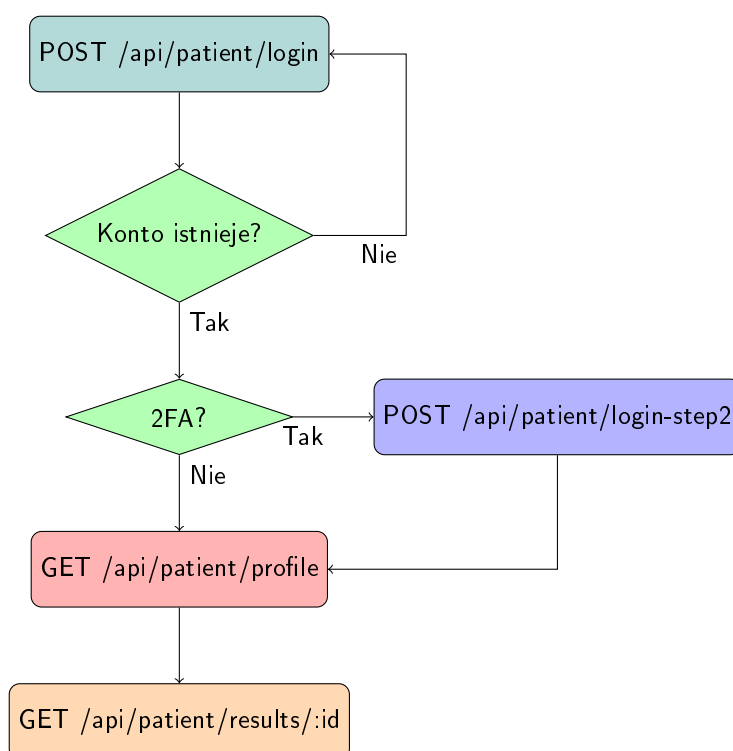 POST /api/patient/login
Konto istnieje?
Nie
Tak
2FA?
Tak
POST /api/patient/login-step2
Nie
GET /api/patient/profile
GET /api/patient/results/:id